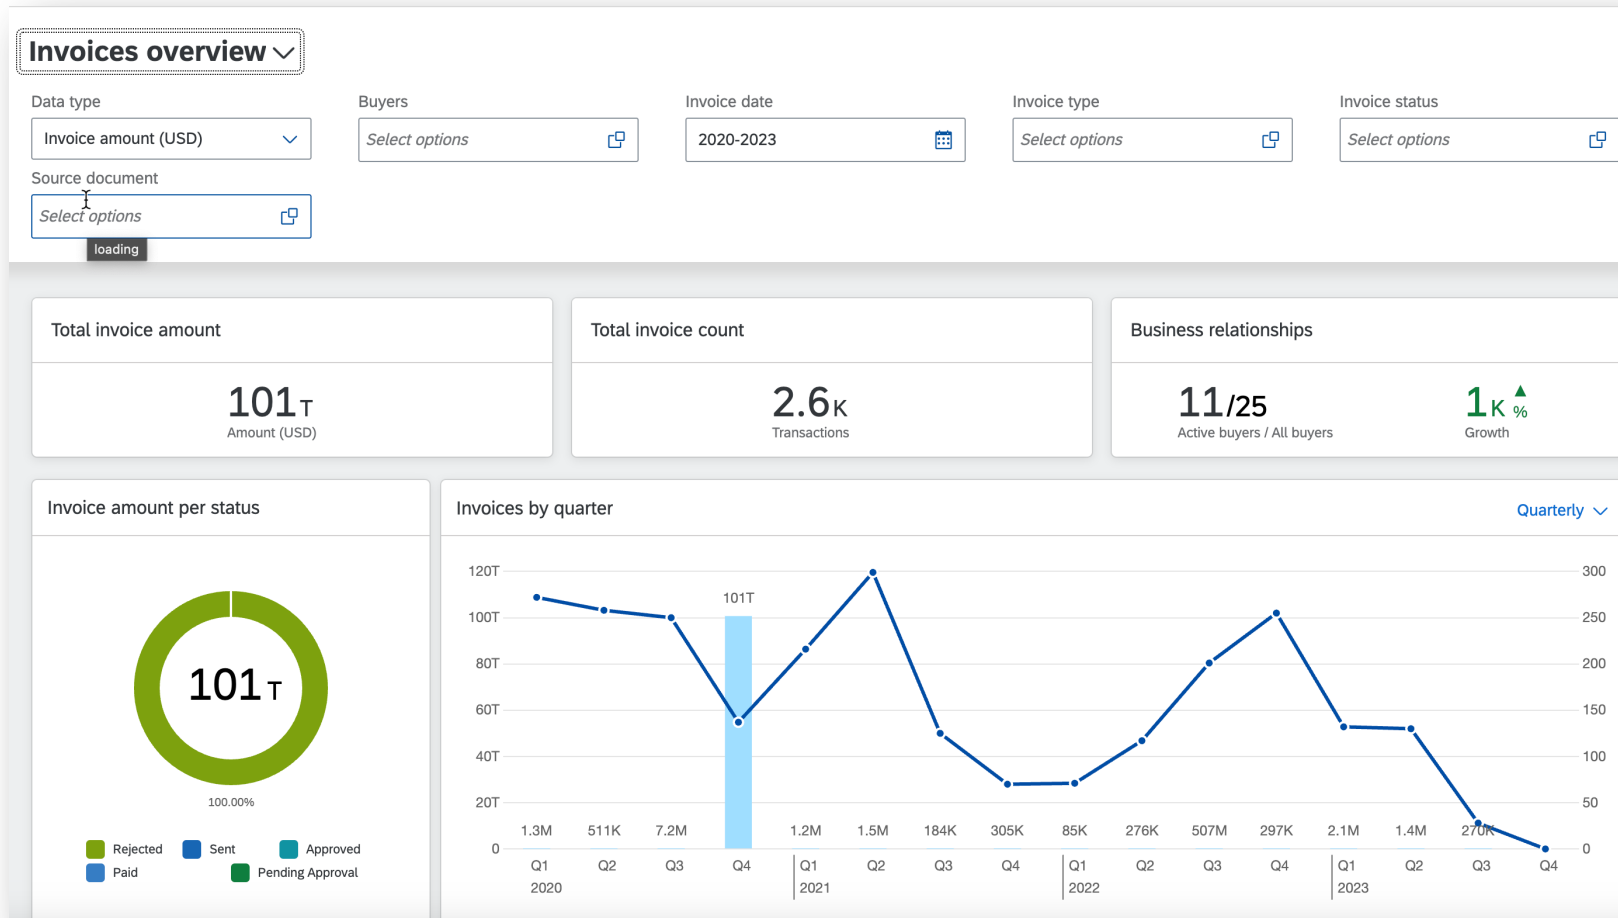 Invoices overview
Data type
Buyers
Invoice date
Invoice type
Invoice status
Invoice amount (USD)
Select options
2020-2023
Select options
Select options
Source document
Select options
loading
Total invoice amount
Total invoice count
Business relationships
101 T
Amount (USD)
2.6 K
Transactions
11/25
Active buyers / All buyers
1 K %
Growth
Invoice amount per status
101 T
100.00%
Rejected
Sent
Approved
Paid
Pending Approval
Invoices by quarter
Quarterly
120T
300
101T
100T
250
80T
200
60T
150
40T
100
20T
50
1.3M 511K 7.2M 1.2M 1.5M 184K 305K 85K 276K 507M 297K 2.1M 1.4M 270K
0
0
Q1 Q2 Q3 Q4 Q1 Q2 Q3 Q4 Q1 Q2 Q3 Q4 Q1 Q2 Q3 Q4
2020 2021 2022 2023